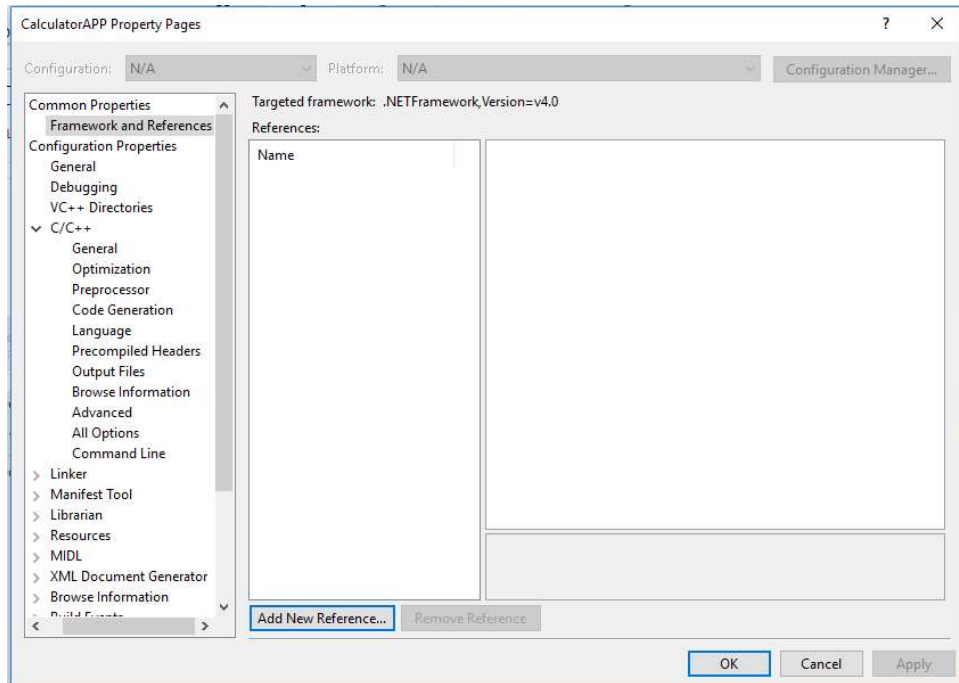 CalculatorAPP Property Pages
?
Configuration: N/A Platform: N/A Configuration Manager...
Common Properties
Framework and References
Configuration Properties
General
Debugging
VC++ Directories
C/C++
General
Optimization
Preprocessor
Code Generation
Language
Precompiled Headers
Output Files
Browse Information
Advanced
All Options
Command Line
Linker
Manifest Tool
Librarian
Resources
MIDL
XML Document Generator
Browse Information
Build Events
Targeted framework: .NETFramework,Version=v4.0
References:
Name
Add New Reference... Remove Reference
OK Cancel Apply